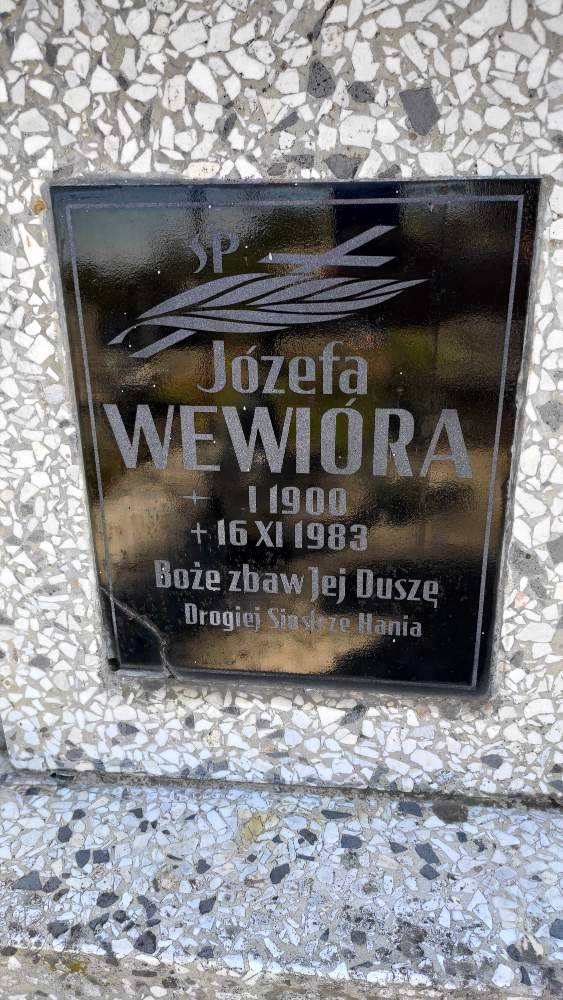 ŚP
Józefa
WEWIÓRA
+ I 1900
+ 16 XI 1983
Boże zbaw Jej Duszę
Drogiej Siostrze Hania